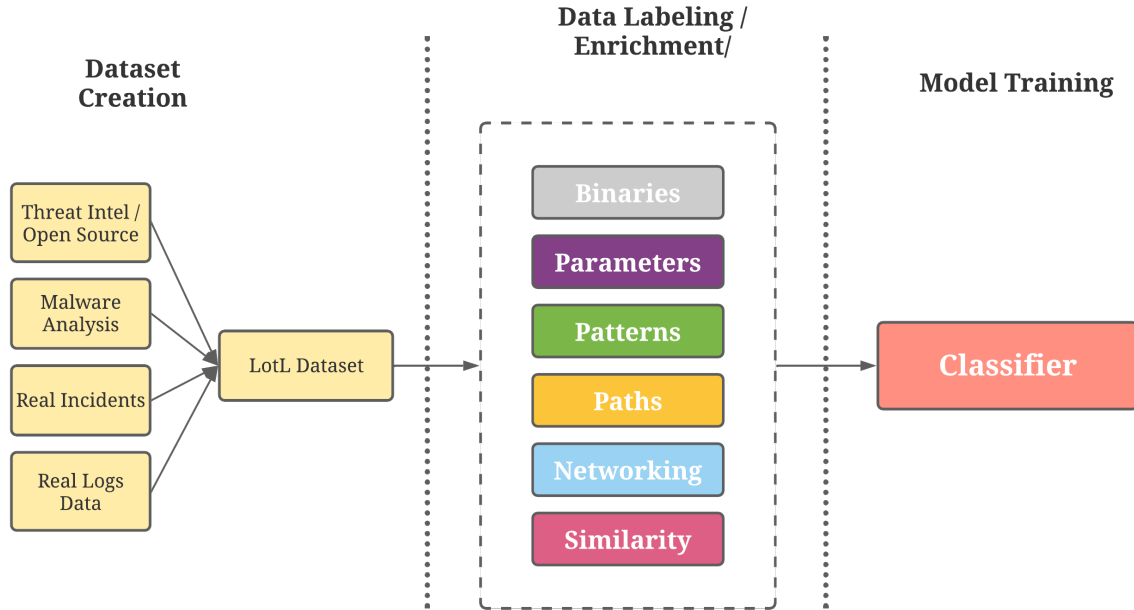 Dataset
Creation
Threat Intel /
Open Source
Malware
Analysis
Real Incidents
Real Logs
Data
LotL Dataset
Data Labeling /
Enrichment/
Binaries
Parameters
Patterns
Paths
Networking
Similarity
Model Training
Classifier